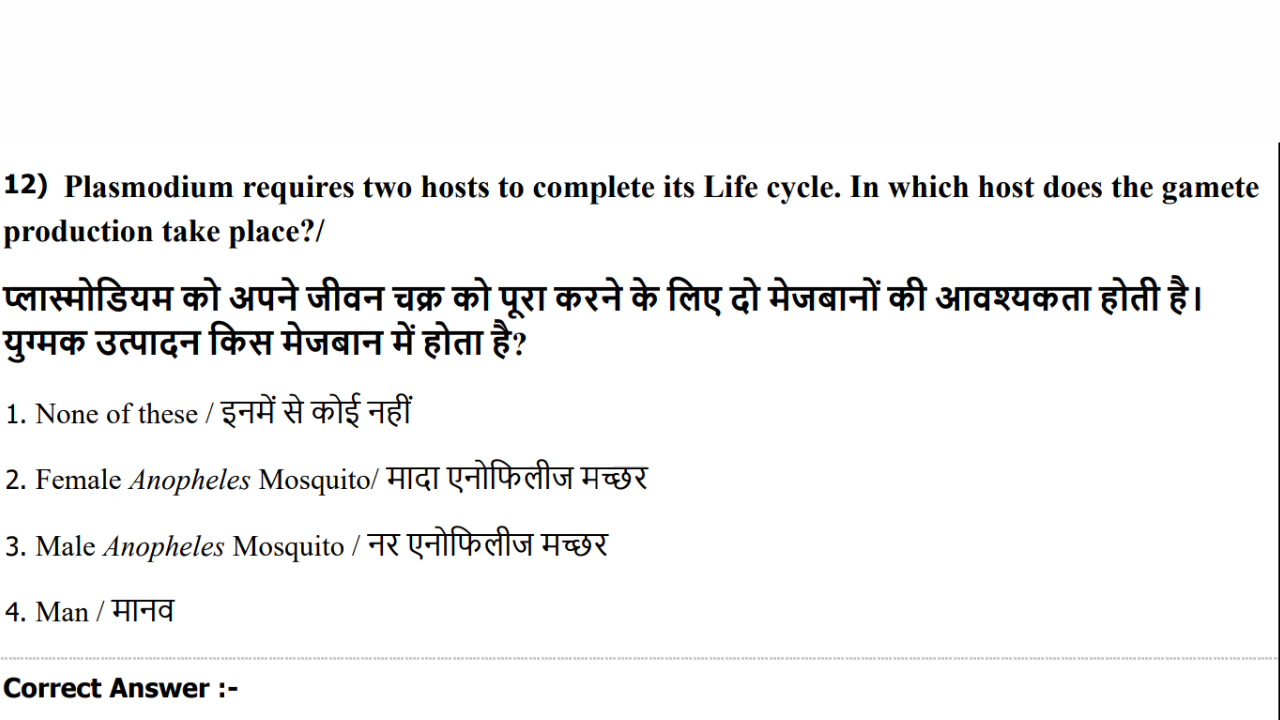 12) Plasmodium requires two hosts to complete its Life cycle. In which host does the gamete
production take place?/
प्लास्मोडियम को अपने जीवन चक्र को पूरा करने के लिए दो मेजबानों की आवश्यकता होती है।
युग्मक उत्पादन किस मेजबान में होता है?
1. None of these / इनमें से कोई नहीं
2. Female Anopheles Mosquito/ मादा एनोफिलीज मच्छर
3. Male Anopheles Mosquito / नर एनोफिलीज मच्छर
4. Man / मानव
Correct Answer :-